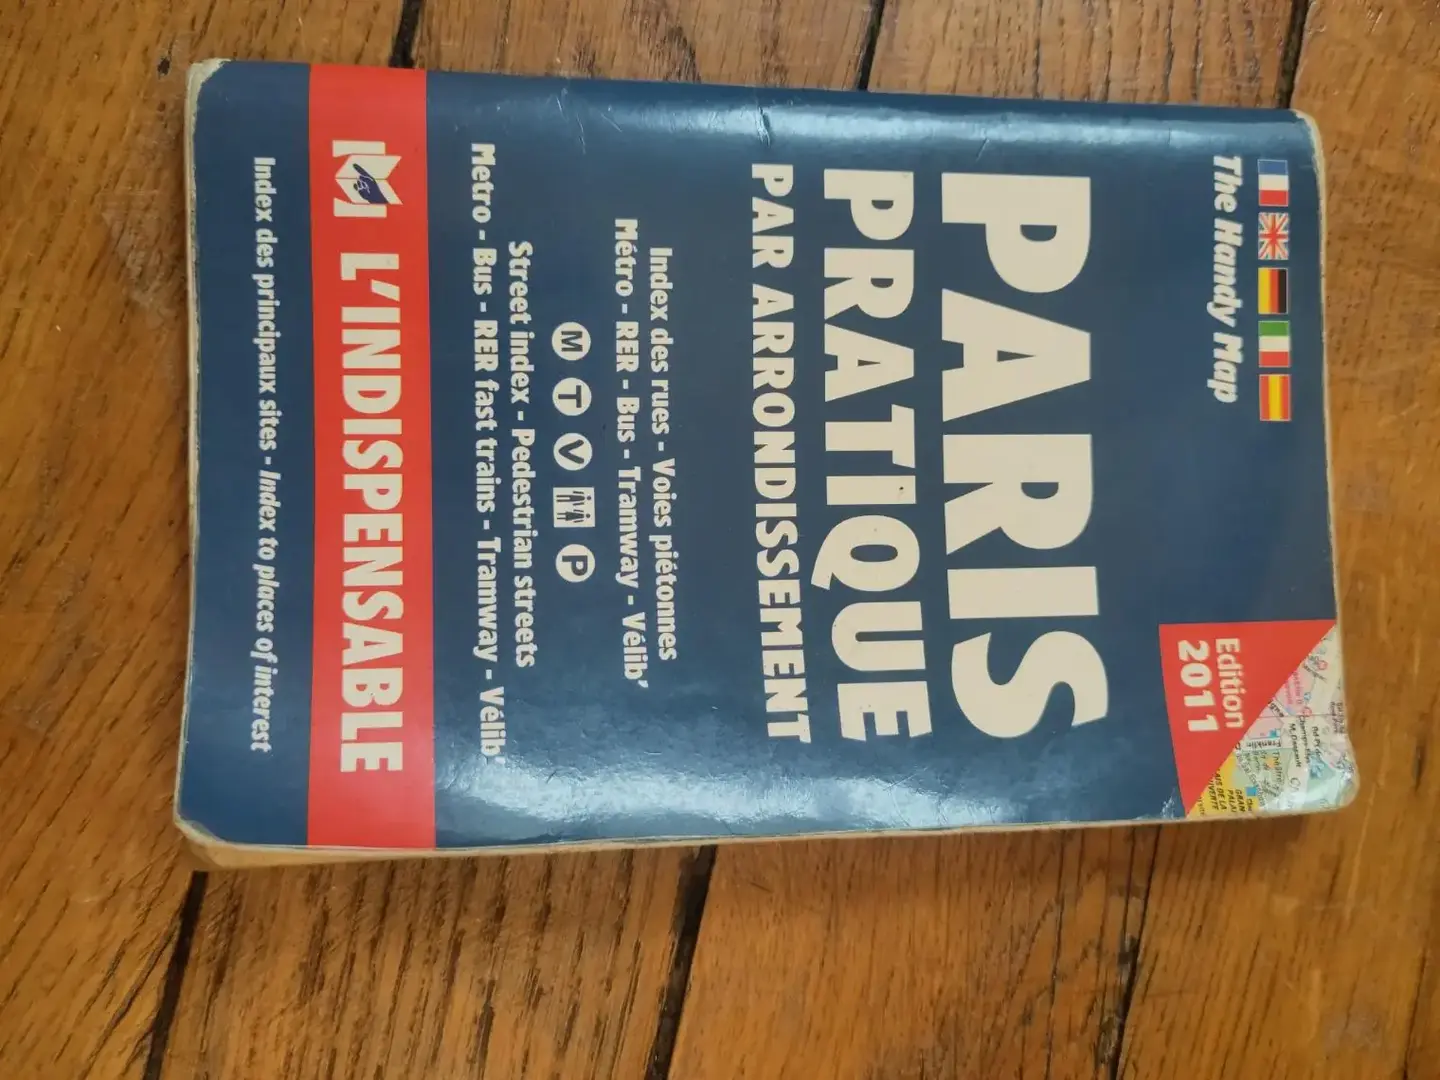 The Handy Map
Edition
2011
PARIS
PRATIQUE
PAR ARRONDISSEMENT
Index des rues - Voies piétonnes
Métro - RER - Bus - Tramway - Vélib'
M T V P
Street index - Pedestrian streets
Metro - Bus - RER fast trains - Tramway - Vélib'
L'INDISPENSABLE
Index des principaux sites - Index to places of interest